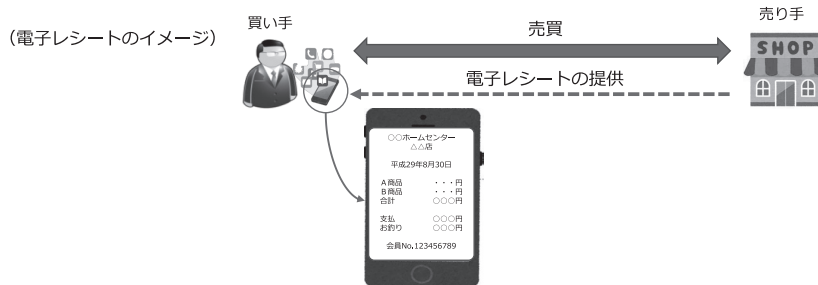 （電子レシートのイメージ）
買い手
売買
売り手
SHOP
電子レシートの提供
○○ホームセンター
△△店
平成29年8月30日
A商品 ・・・円
B商品 ・・・円
合計 ○○○円
支払 ○○○円
お釣り ○○○円
会員No.123456789